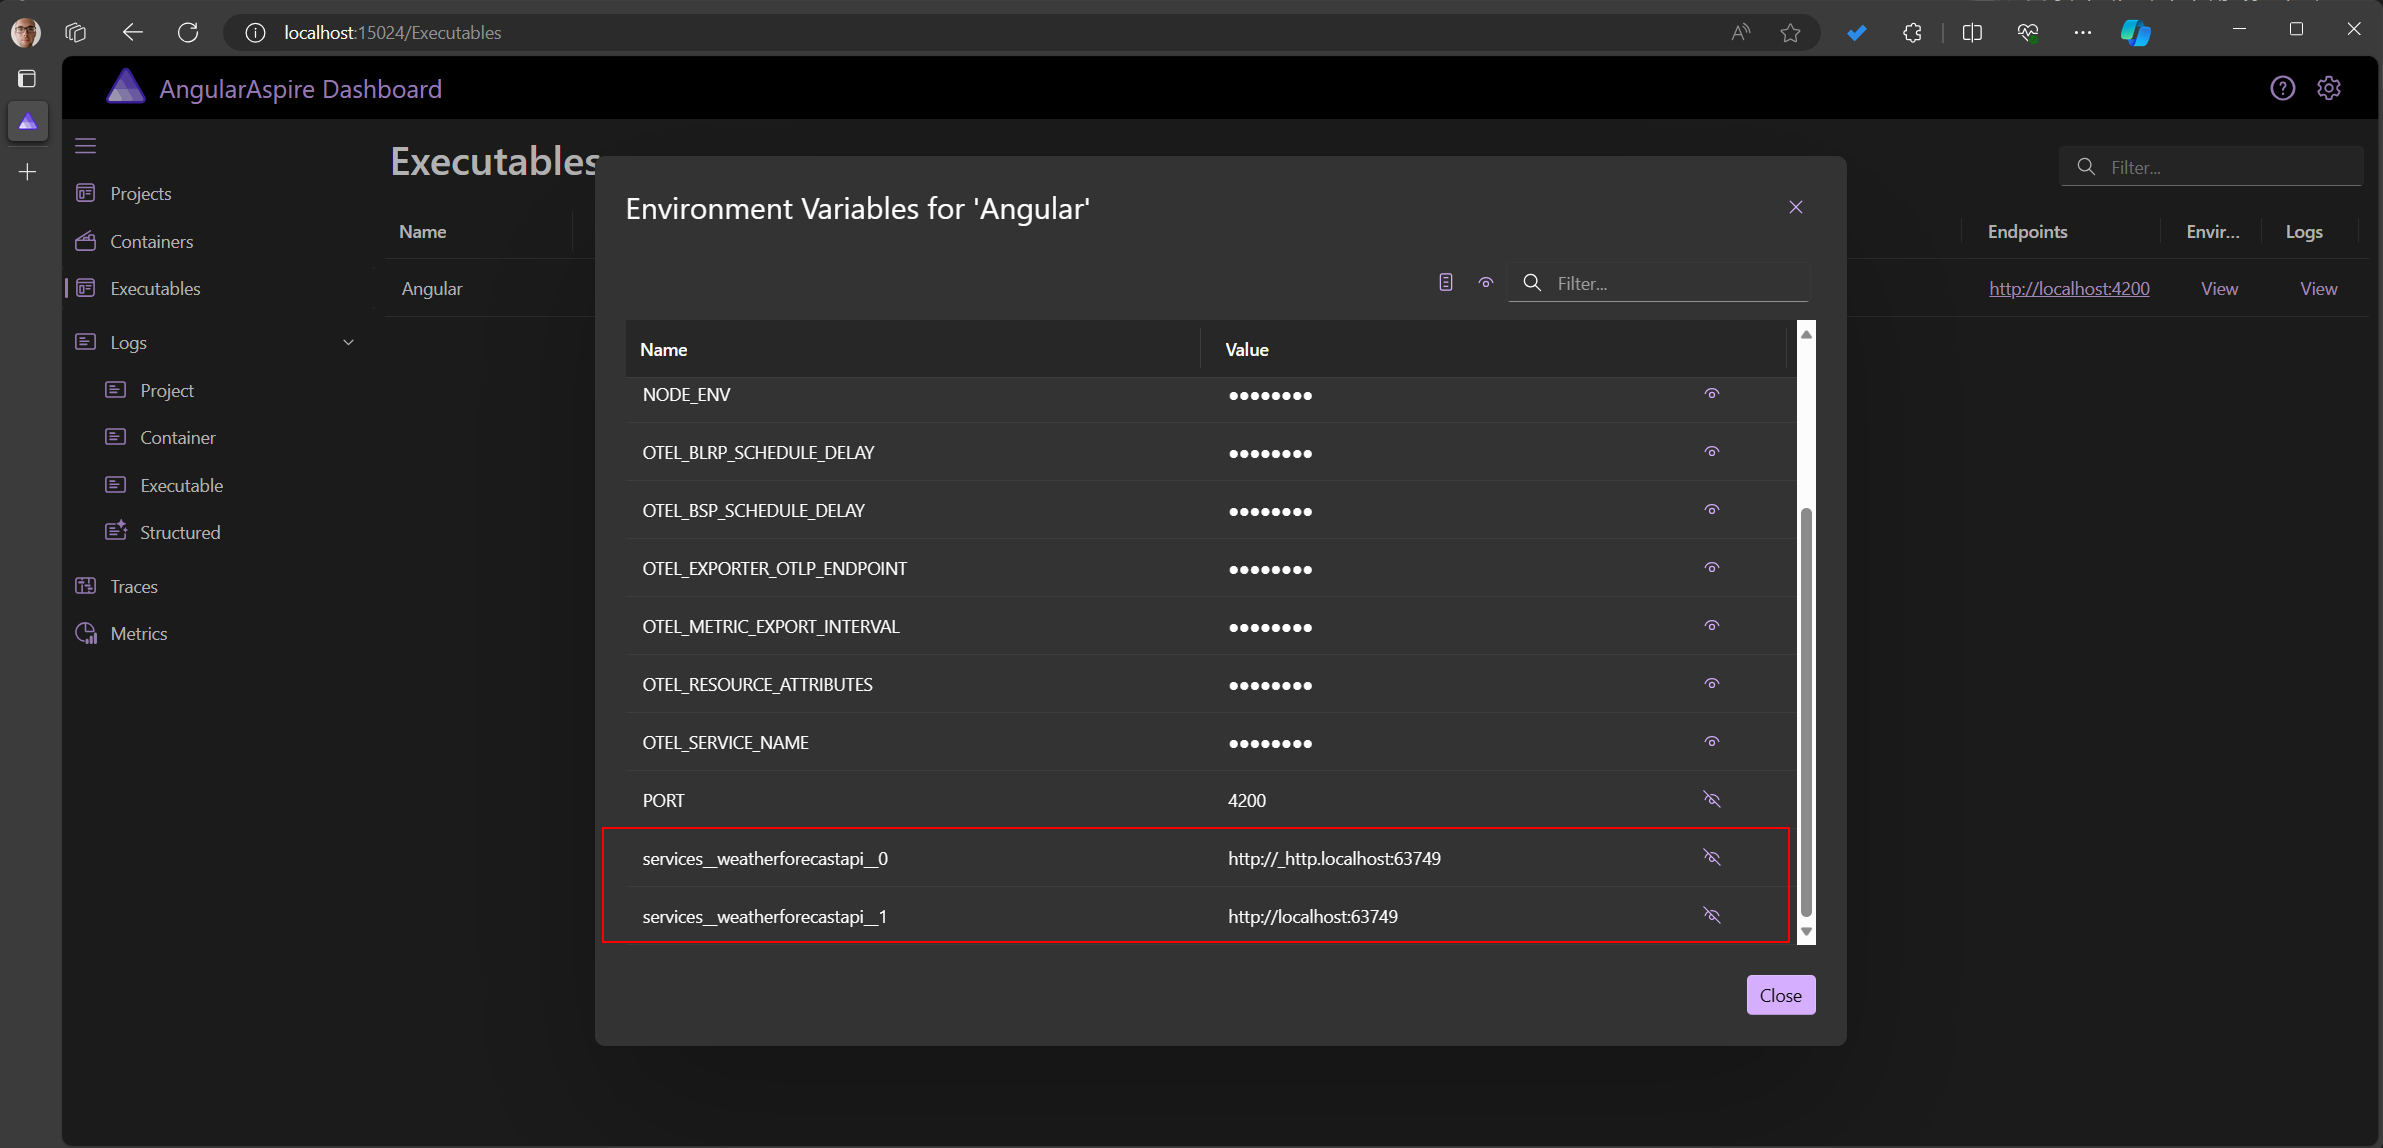 localhost:15024/Executables
AngularAspire Dashboard
Projects
Containers
Executables
Logs
Project
Container
Executable
Structured
Traces
Metrics
Executables
Filter...
Name
Endpoints
Envir...
Logs
Angular
http://localhost:4200
View
View
Environment Variables for 'Angular'
Filter...
Name Value
NODE_ENV ●●●●●●●●
OTEL_BLRP_SCHEDULE_DELAY ●●●●●●●●
OTEL_BSP_SCHEDULE_DELAY ●●●●●●●●
OTEL_EXPORTER_OTLP_ENDPOINT ●●●●●●●●
OTEL_METRIC_EXPORT_INTERVAL ●●●●●●●●
OTEL_RESOURCE_ATTRIBUTES ●●●●●●●●
OTEL_SERVICE_NAME ●●●●●●●●
PORT 4200
services__weatherforecastapi__0 http://_http.localhost:63749
services__weatherforecastapi__1 http://localhost:63749
Close